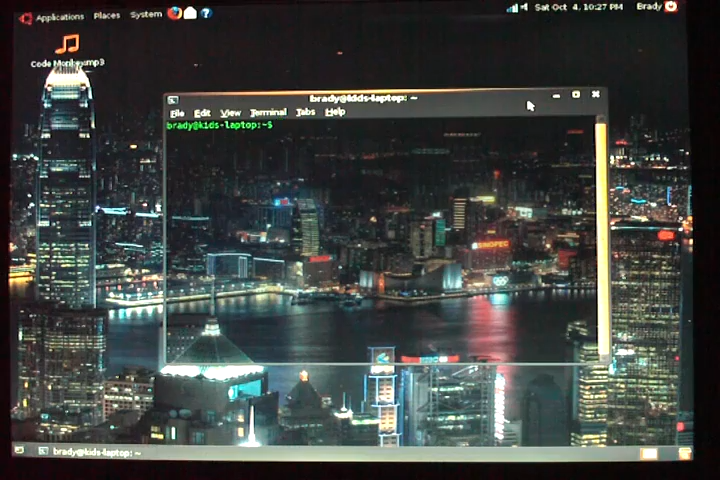 Applications Places System
Sat Oct 4, 10:27 PM Brady
Code Monkey.mp3
brady@kids-laptop: ~
File Edit View Terminal Tabs Help
brady@kids-laptop:~$
SINOPEC
brady@kids-laptop: ~